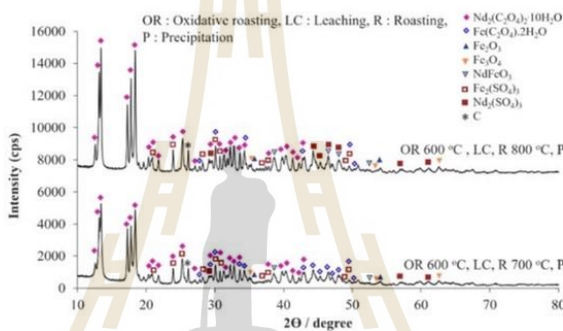 OR : Oxidative roasting, LC : Leaching, R : Roasting,
P : Precipitation
Nd₂(C₂O₄)₂ 10H₂O
Fe(C₂O₄).2H₂O
Fe₂O₃
Fe₃O₄
NdFeO₃
Fe₂(SO₄)₃
Nd₂(SO₄)₃
C
16000
14000
12000
10000
8000
6000
4000
2000
0
Intensity (cps)
OR 600 °C , LC, R 800 °C, P
OR 600 °C, LC, R 700 °C, P
10 20 30 40 50 60 70 80
2Θ / degree